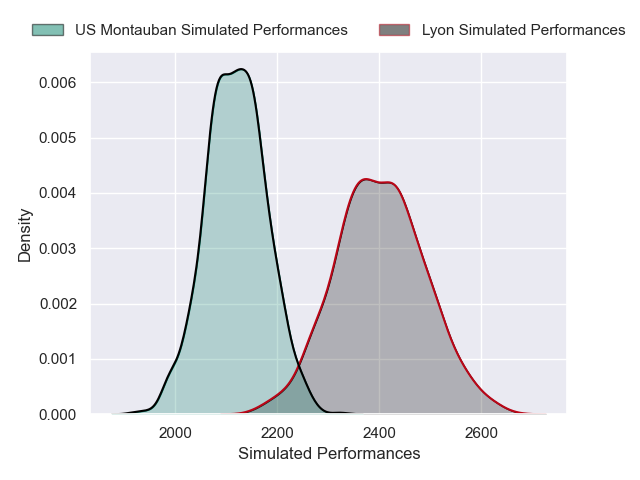 US Montauban Simulated Performances
Lyon Simulated Performances
0.006
0.005
0.004
0.003
0.002
0.001
0.000
Density
2000
2200
2400
2600
Simulated Performances